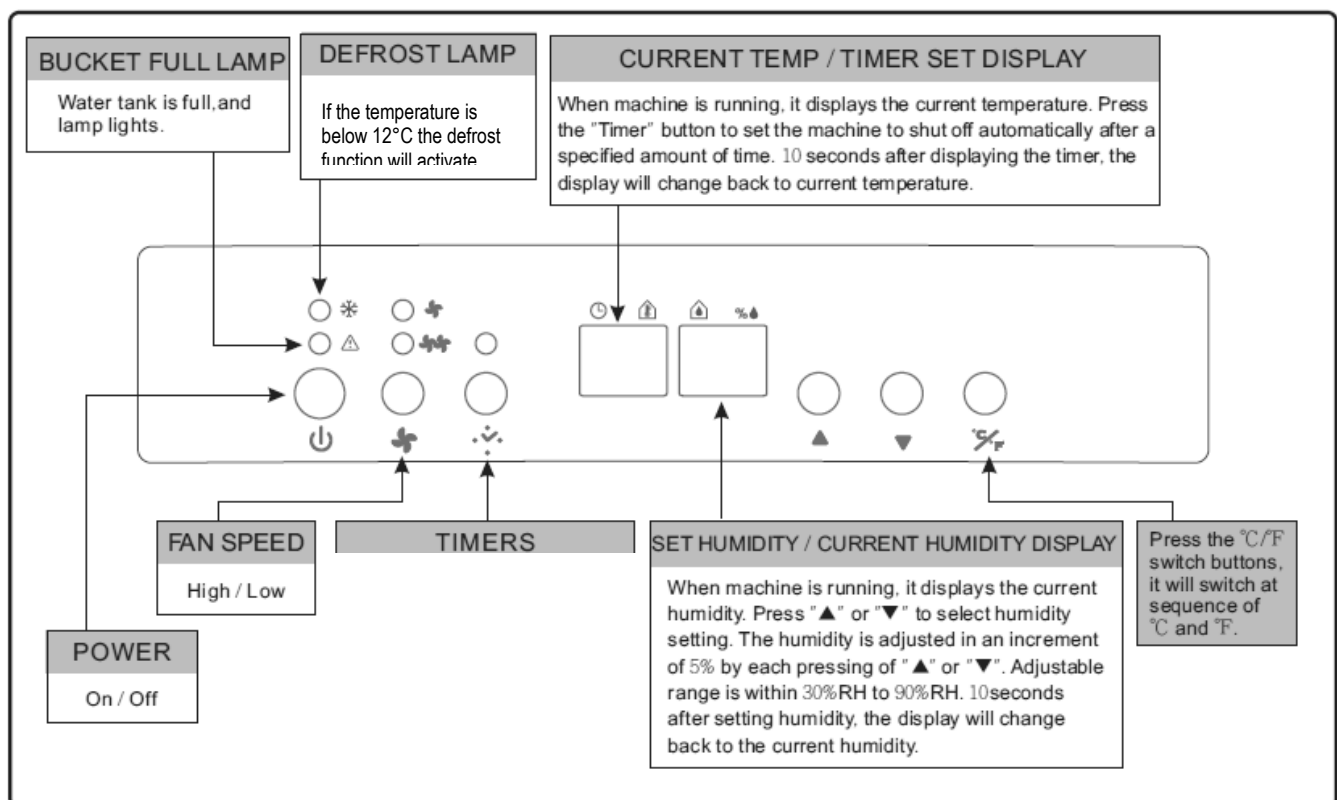 BUCKET FULL LAMP
Water tank is full,and
lamp lights.
DEFROST LAMP
If the temperature is
below 12°C the defrost
function will activate
CURRENT TEMP / TIMER SET DISPLAY
When machine is running, it displays the current temperature. Press
the "Timer" button to set the machine to shut off automatically after a
specified amount of time. 10 seconds after displaying the timer, the
display will change back to current temperature.
%
°C/°F
FAN SPEED
High / Low
TIMERS
SET HUMIDITY / CURRENT HUMIDITY DISPLAY
When machine is running, it displays the current
humidity. Press "▲" or "▼" to select humidity
setting. The humidity is adjusted in an increment
of 5% by each pressing of "▲" or "▼". Adjustable
range is within 30%RH to 90%RH. 10seconds
after setting humidity, the display will change
back to the current humidity.
Press the ℃/℉
switch buttons,
it will switch at
sequence of
℃ and ℉.
POWER
On / Off